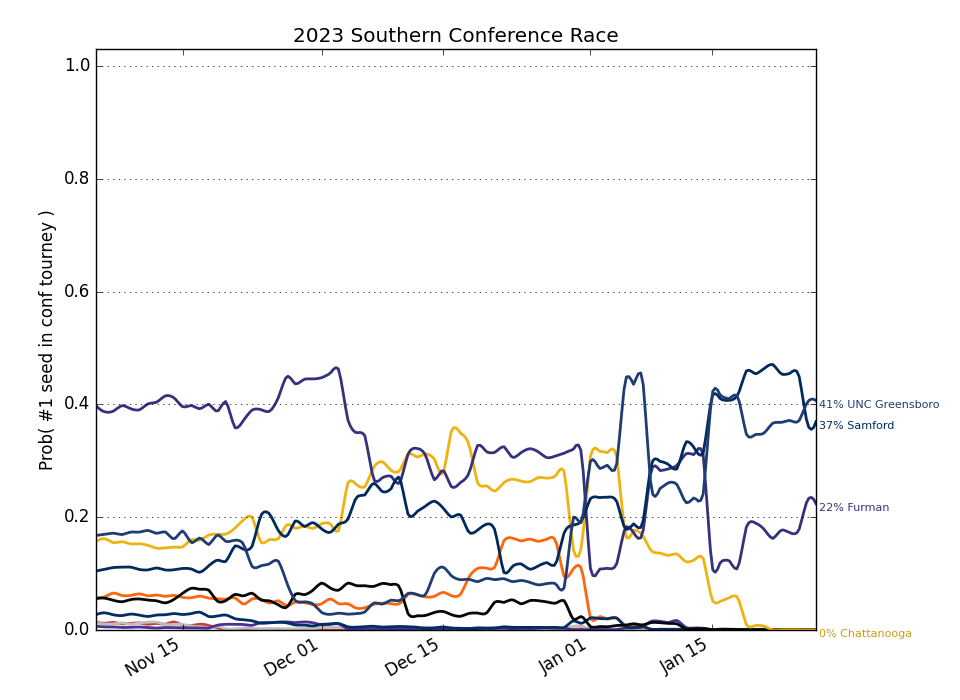 2023 Southern Conference Race
Prob( #1 seed in conf tourney )
1.0
0.8
0.6
0.4
0.2
0.0
41% UNC Greensboro
37% Samford
22% Furman
0% Chattanooga
Nov 15
Dec 01
Dec 15
Jan 01
Jan 15